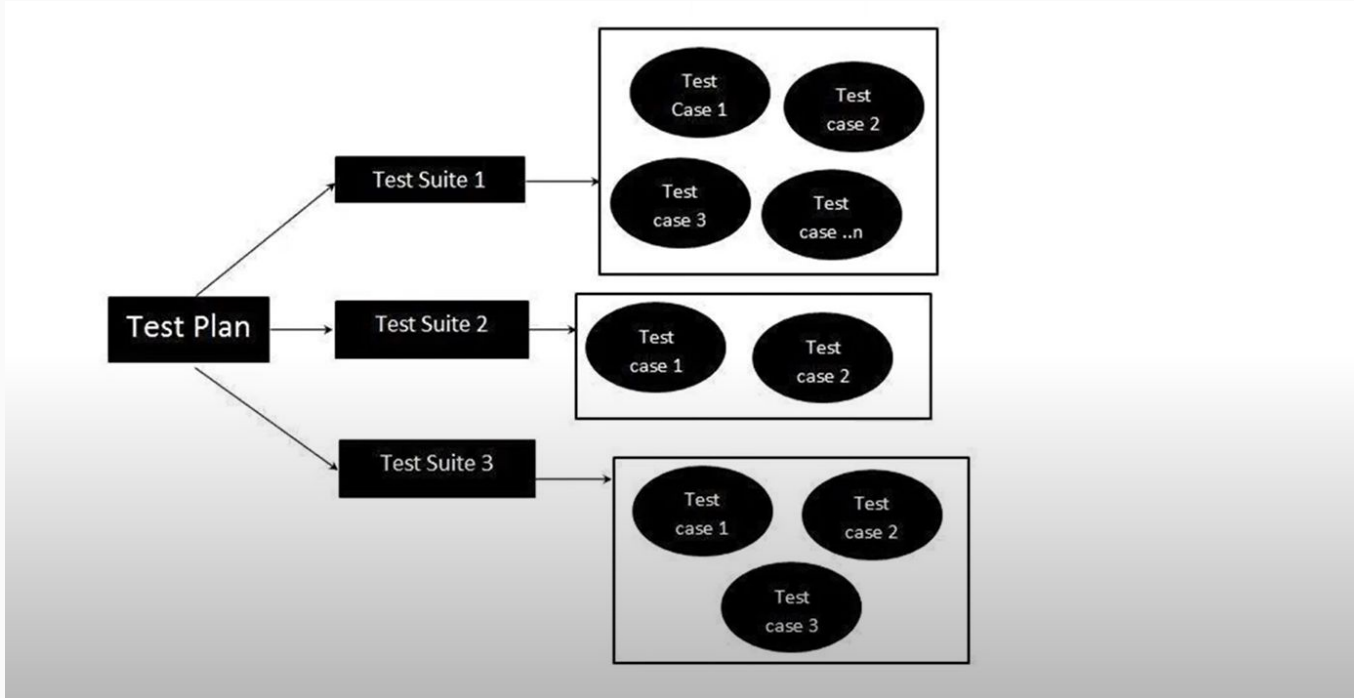 Test Plan
Test Suite 1
Test
Case 1
Test
case 2
Test
case 3
Test
case ..n
Test Suite 2
Test
case 1
Test
case 2
Test Suite 3
Test
case 1
Test
case 2
Test
case 3